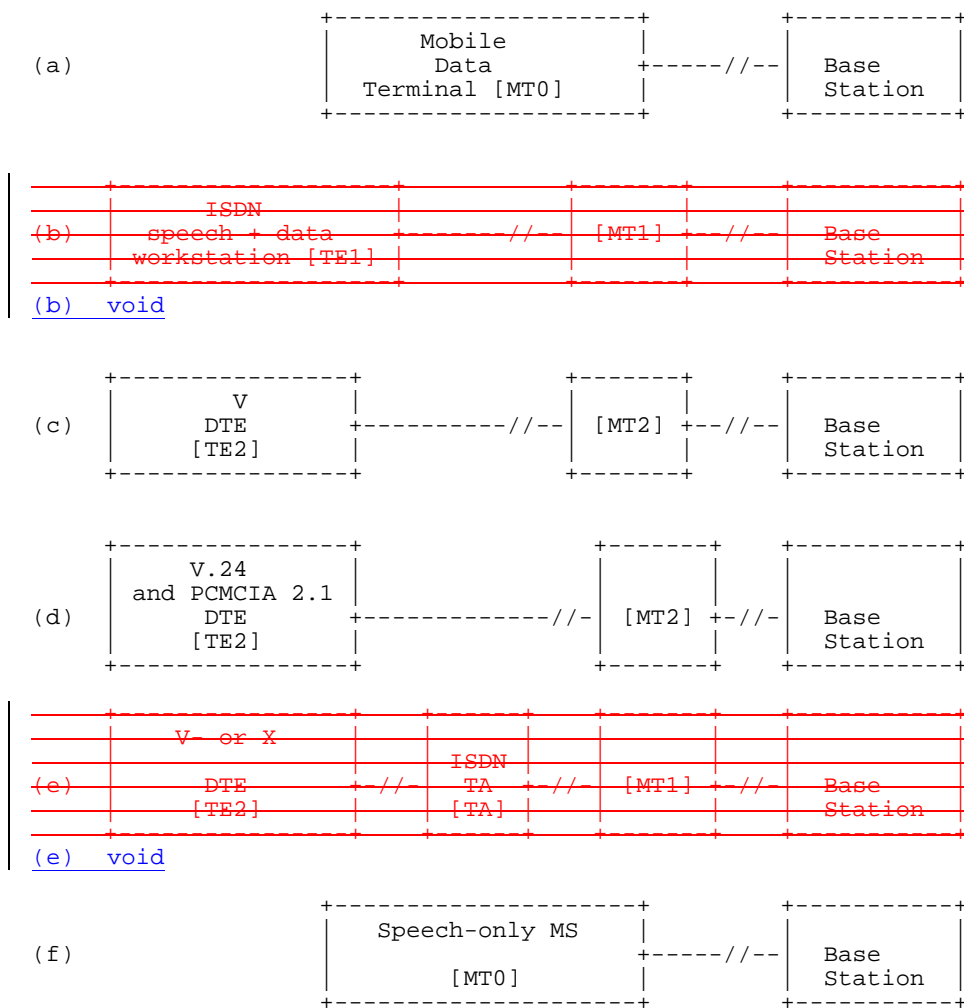 Mobile
(a) Data Base
Terminal [MT0] Station
ISDN
(b) speech + data [MT1] Base
workstation [TE1] Station
(b) void
V
(c) DTE [MT2] Base
[TE2] Station
V.24
and PCMCIA 2.1
(d) DTE [MT2] Base
[TE2] Station
V- or X
ISDN
(e) DTE TA [MT1] Base
[TE2] [TA] Station
(e) void
Speech-only MS
(f) Base
[MT0] Station